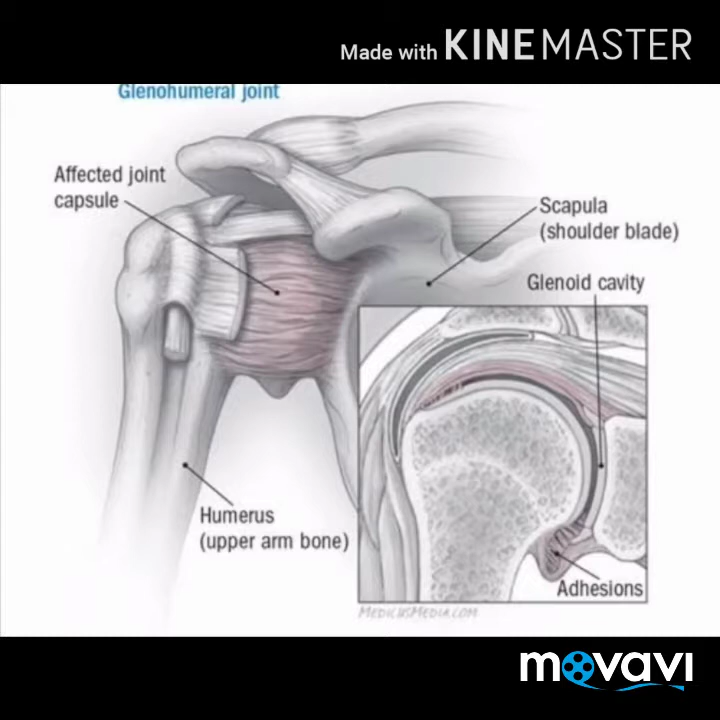 Made with KINEMASTER
Glenohumeral joint
Affected joint
capsule
Scapula
(shoulder blade)
Glenoid cavity
Humerus
(upper arm bone)
Adhesions
MEDICUSMEDIA.COM
movavi